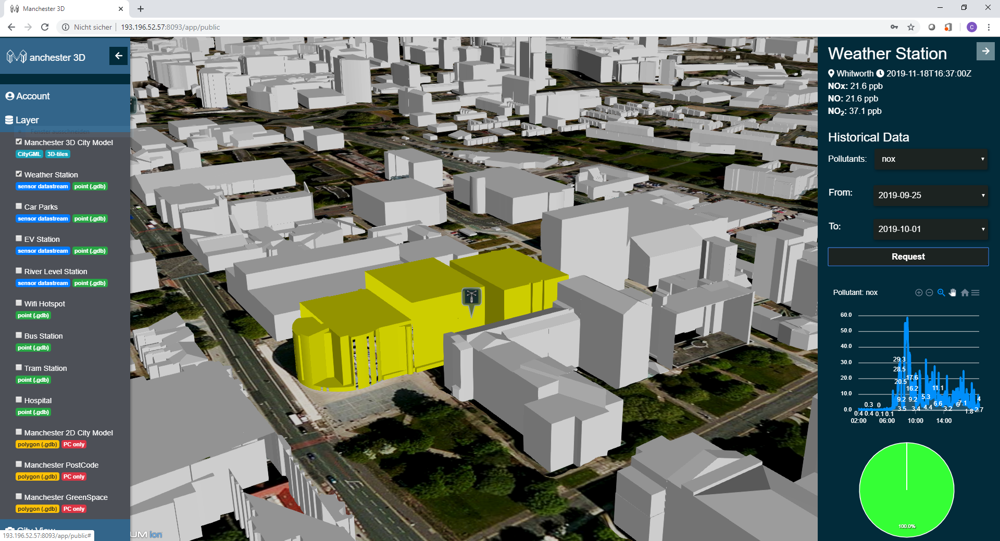 Manchester 3D
Nicht sicher
193.196.52.57:8093/app/public
C
anchester 3D
Account
Layer
Fenster ausschneiden
Manchester 3D City Model
CityGML 3D-tiles
Weather Station
sensor datastream point (.gdb)
Car Parks
sensor datastream point (.gdb)
EV Station
sensor datastream point (.gdb)
River Level Station
sensor datastream point (.gdb)
Wifi Hotspot
point (.gdb)
Bus Station
point (.gdb)
Tram Station
point (.gdb)
Hospital
point (.gdb)
Manchester 2D City Model
polygon (.gdb) PC only
Manchester PostCode
polygon (.gdb) PC only
Manchester GreenSpace
polygon (.gdb) PC only
City View
193.196.52.57:8093/app/public#
UM ion
Weather Station
Whitworth 2019-11-18T16:37:00Z
NOx: 21.6 ppb
NO: 21.6 ppb
NO2: 37.1 ppb
Historical Data
Pollutants: nox
From: 2019-09-25
To: 2019-10-01
Request
Pollutant: nox
60.0
50.0
40.0
30.0
29.3
28.5
20.0
17.6
20.5
16.2
11.1
10.0
5.3
9.2 9.2
4
0.3 0
6.6
6
7.1
4.4
3.5 3.4
3.2
0.0
1.8
2.7
0.4 0.4 0.1 0.1
02:00 06:00 10:00 14:00
100.0%